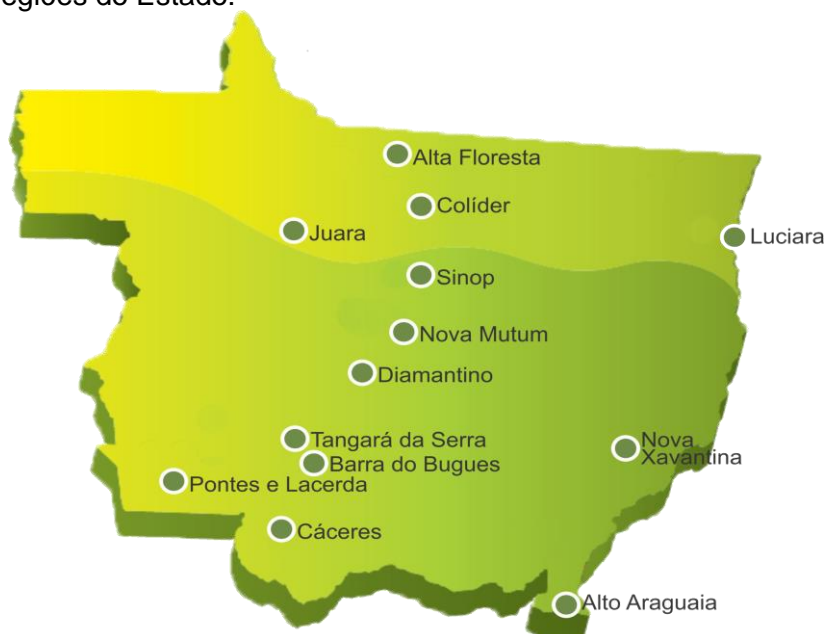 egiões do Estado.
Alta Floresta
Colíder
Juara
Luciara
Sinop
Nova Mutum
Diamantino
Tangará da Serra
Nova
Xavantina
Barra do Bugues
Pontes e Lacerda
Cáceres
Alto Araguaia